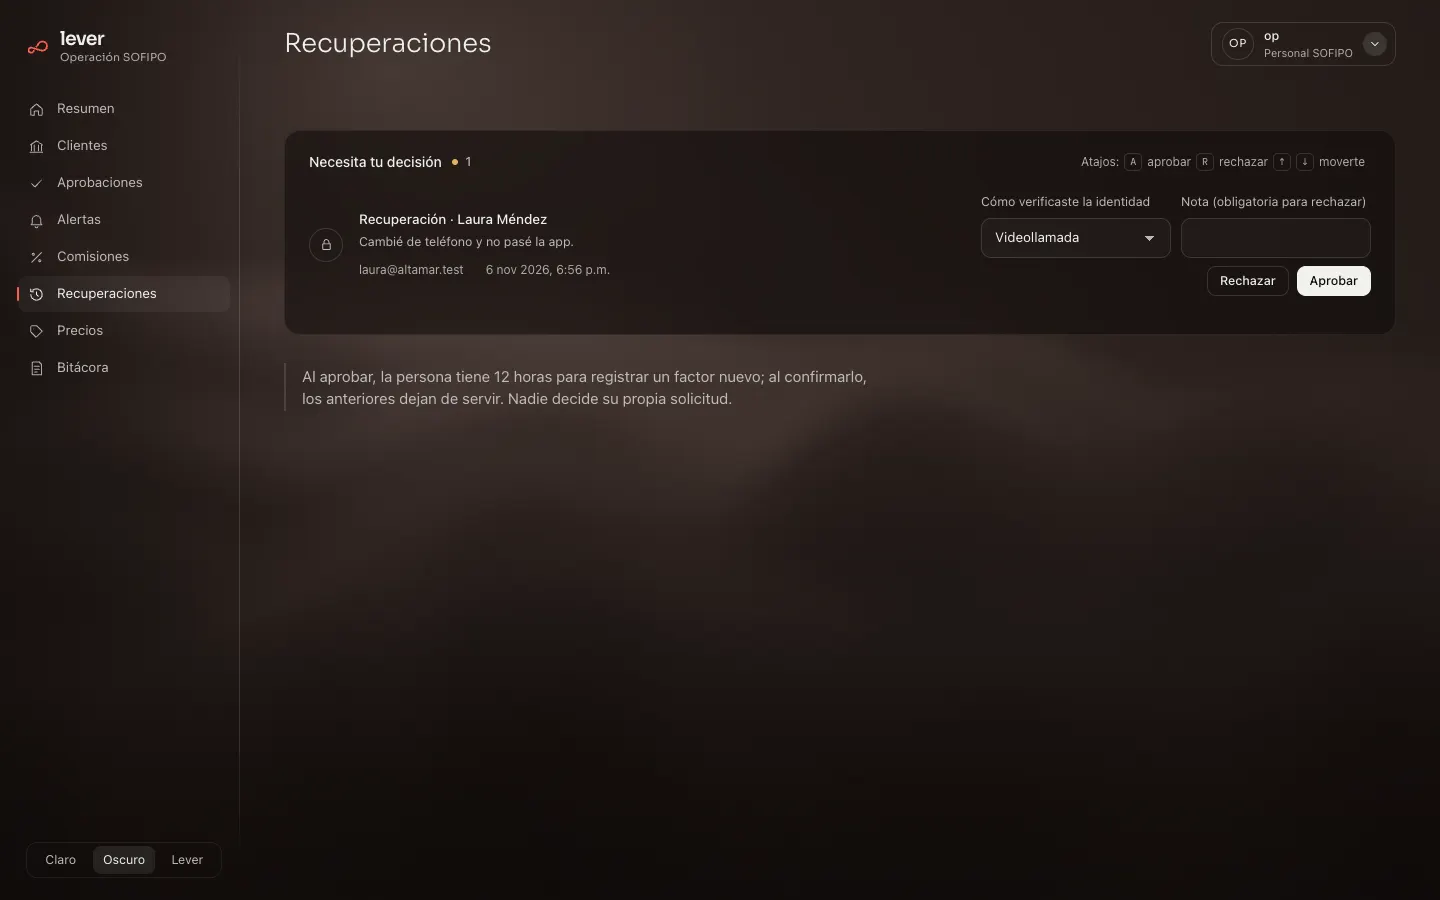 lever
Operación SOFIPO
Resumen
Clientes
Aprobaciones
Alertas
Comisiones
Recuperaciones
Precios
Bitácora
Claro Oscuro Lever
Recuperaciones
OP
op
Personal SOFIPO
Necesita tu decisión 1
Atajos: A aprobar R rechazar ↑ ↓ moverte
Recuperación · Laura Méndez
Cambié de teléfono y no pasé la app.
laura@altamar.test 6 nov 2026, 6:56 p.m.
Cómo verificaste la identidad
Videollamada
Nota (obligatoria para rechazar)
Rechazar Aprobar
Al aprobar, la persona tiene 12 horas para registrar un factor nuevo; al confirmarlo,
los anteriores dejan de servir. Nadie decide su propia solicitud.